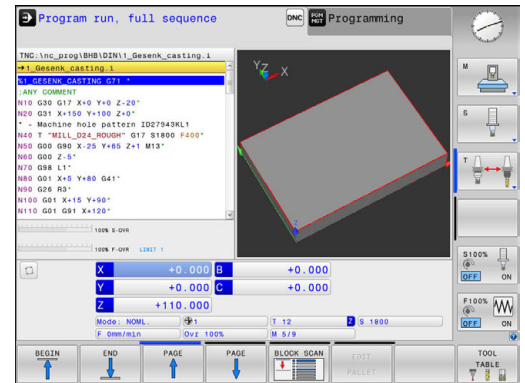 Program run, full sequence
DNC
PGM MGT
Programming
TNC:\nc_prog\BHB\DIN\1_Gesenk_casting.i
→1_Gesenk_casting.i
%1_GESENK_CASTING G71 *
;ANY COMMENT
N10 G30 G17 X+0 Y+0 Z-20*
N20 G31 X+150 Y+100 Z+0*
* - Machine hole pattern ID27943KL1
N40 T "MILL_D24_ROUGH" G17 S1800 F400*
N50 G00 G90 X-25 Y+65 Z+1 M13*
N60 G00 Z-5*
N70 G98 L1*
N80 G01 X+5 Y+80 G41*
N90 G26 R3*
N100 G01 X+15 Y+90*
N110 G01 G91 X+120*
Y Z X
Z
100% S-OVR
100% F-OVR LIMIT 1
X +0.000 B +0.000
Y +0.000 C +0.000
Z +110.000
Mode: NOML. 1 T 12 Z S 1800
F 0mm/min Ovr 100% M 5/9
M
S
T
S100%
OFF ON
F100%
OFF ON
BEGIN
END
PAGE
PAGE
BLOCK SCAN
EDIT PALLET
TOOL TABLE